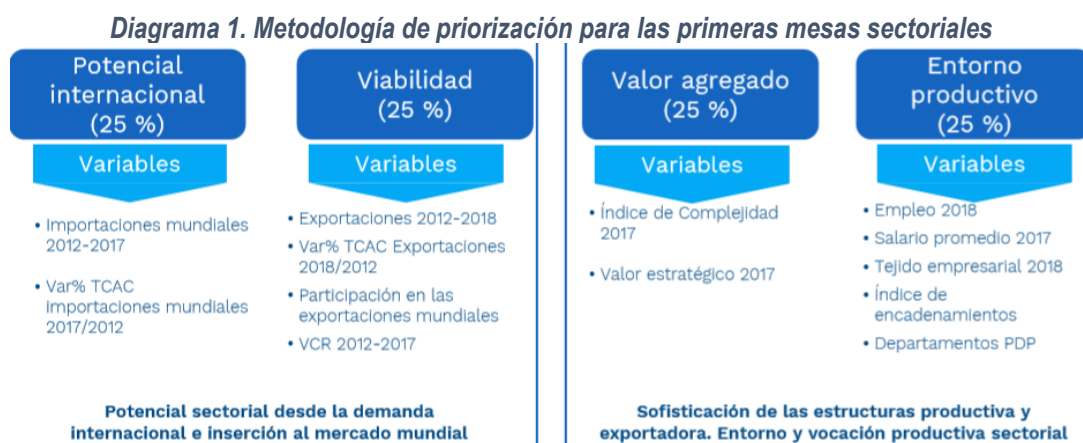 Diagrama 1. Metodología de priorización para las primeras mesas sectoriales
Potencial
internacional
(25 %)
Variables
• Importaciones mundiales
2012-2017
• Var% TCAC
Importaciones mundiales
2017/2012
Viabilidad
(25 %)
Variables
• Exportaciones 2012-2018
• Var% TCAC Exportaciones
2018/2012
• Participación en las
exportaciones mundiales
• VCR 2012-2017
Potencial sectorial desde la demanda
internacional e inserción al mercado mundial
Valor agregado
(25 %)
Variables
• Índice de Complejidad
2017
• Valor estratégico 2017
Entorno
productivo
(25 %)
Variables
• Empleo 2018
• Salario promedio 2017
• Tejido empresarial 2018
• Índice de
encadenamientos
• Departamentos PDP
Sofisticación de las estructuras productiva y
exportadora. Entorno y vocación productiva sectorial